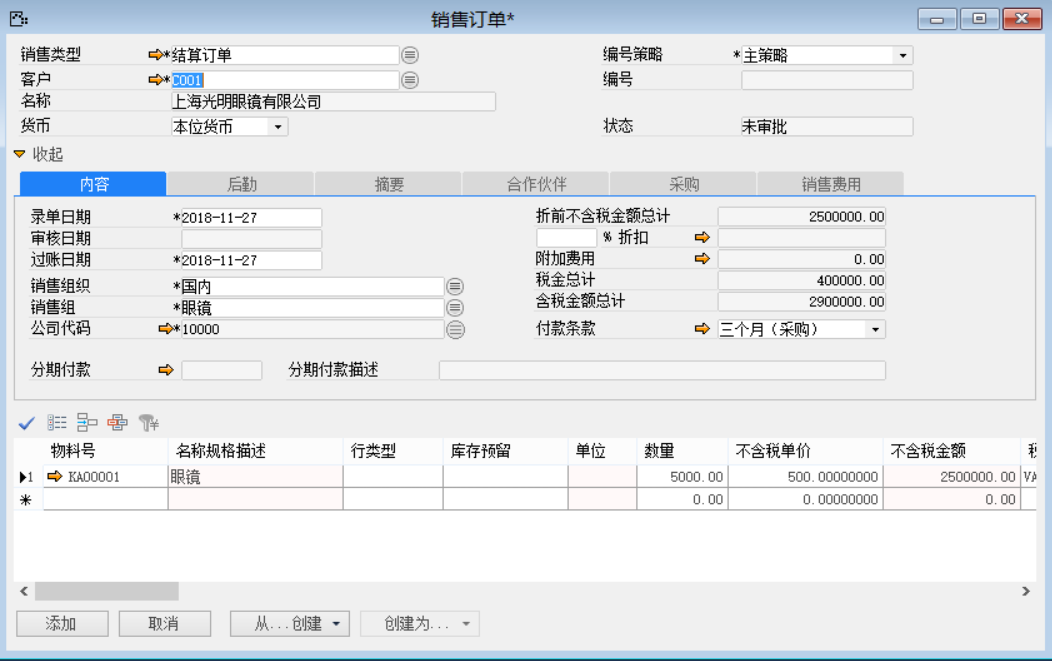 销售订单*
销售类型 *结算订单 编号策略 *主策略
客户 *C001 编号
名称 上海光明眼镜有限公司
货币 本位货币 状态 未审批
收起
内容 后勤 摘要 合作伙伴 采购 销售费用
录单日期 *2018-11-27 折前不含税金额总计 2500000.00
审核日期 % 折扣
过账日期 *2018-11-27 附加费用 0.00
税金总计 400000.00
销售组织 *国内
含税金额总计 2900000.00
销售组 *眼镜
公司代码 *10000 付款条款 三个月（采购）
分期付款 分期付款描述
物料号 名称规格描述 行类型 库存预留 单位 数量 不含税单价 不含税金额
1 KA00001 眼镜 5000.00 500.00000000 2500000.00 VA
* 0.00 0.00000000 0.00
添加 取消 从...创建 创建为...